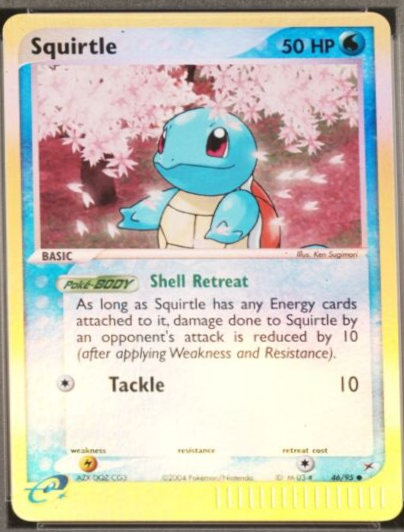 Squirtle 50 HP
BASIC
Illus. Ken Sugimori
Poké-BODY Shell Retreat
As long as Squirtle has any Energy cards
attached to it, damage done to Squirtle by
an opponent's attack is reduced by 10
(after applying Weakness and Resistance).
Tackle 10
weakness resistance retreat cost
©2004 Pokémon/Nintendo
46/95